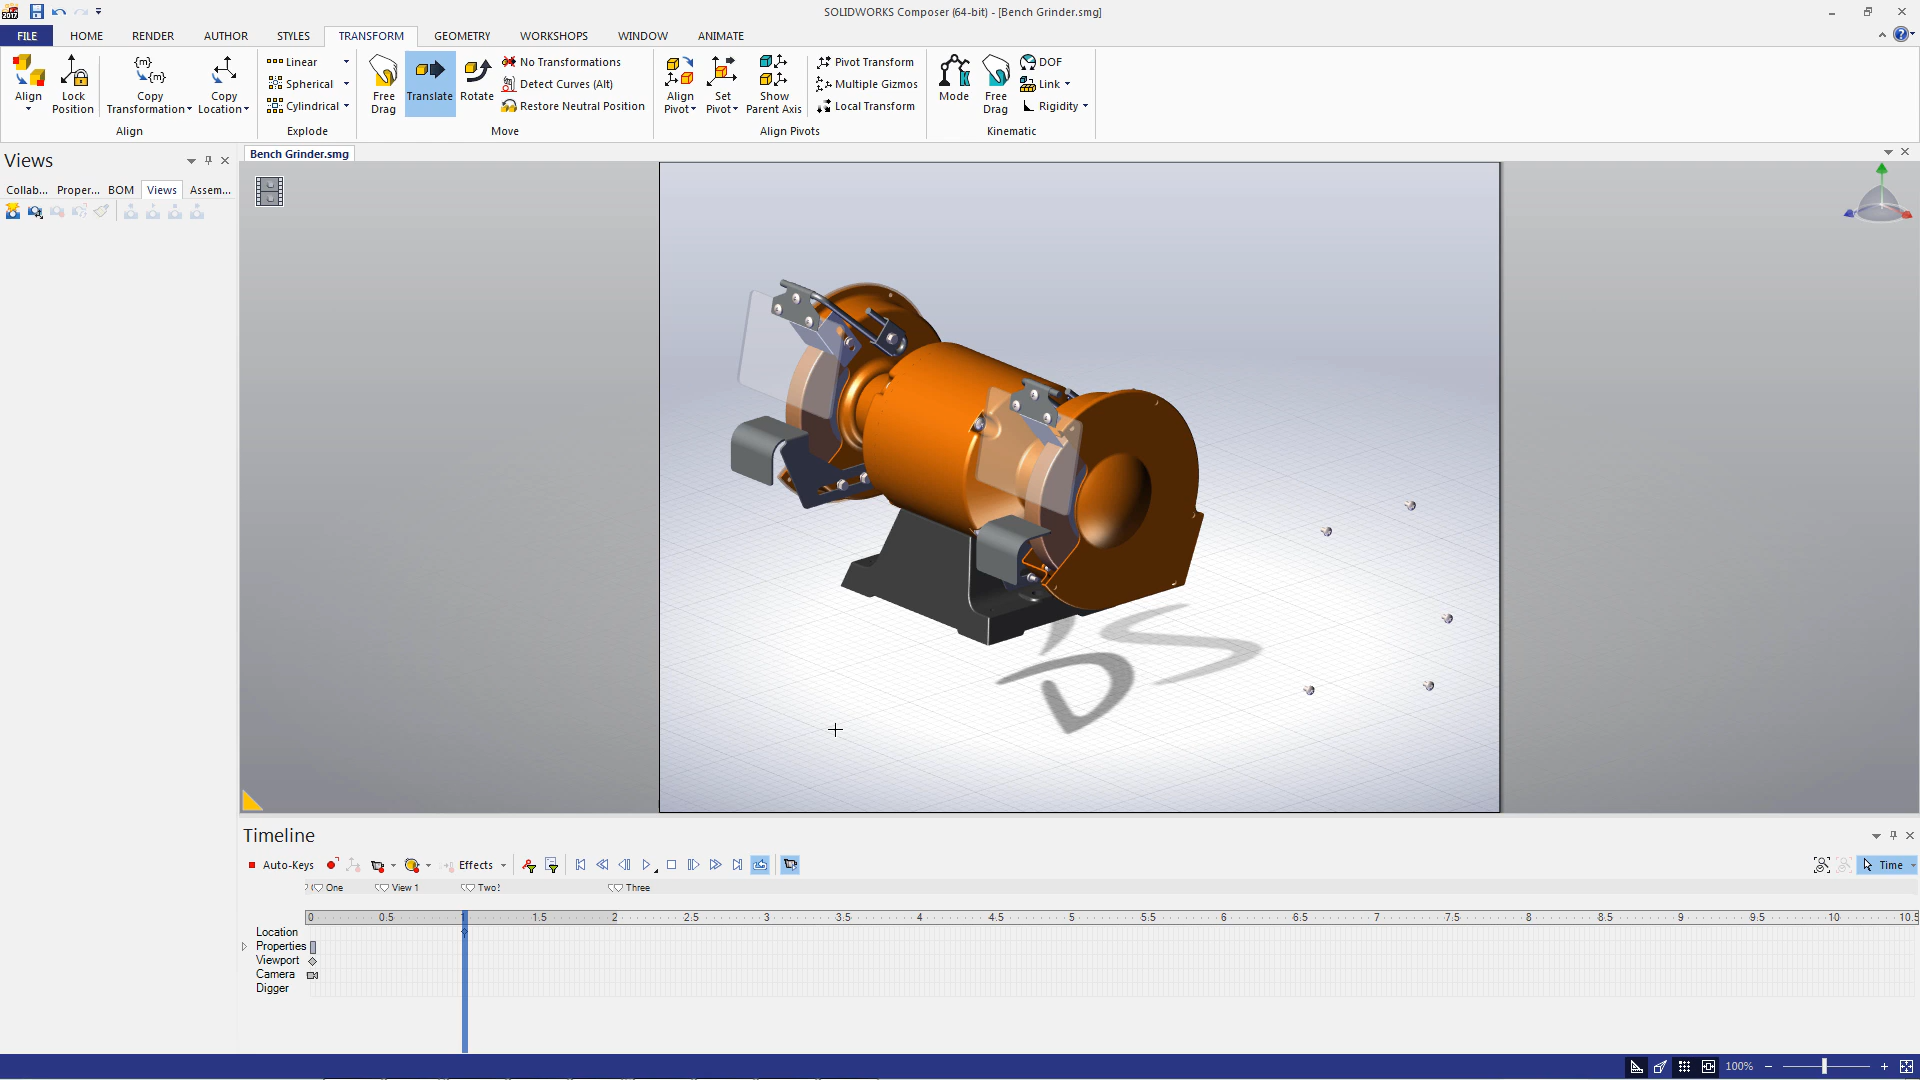 SOLIDWORKS Composer (64-bit) - [Bench Grinder.smg]
FILE HOME RENDER AUTHOR STYLES TRANSFORM GEOMETRY WORKSHOPS WINDOW ANIMATE
Align
Lock Position
{m} {m} Copy Transformation
Copy Location
Linear
Spherical
Cylindrical
Free Drag
Translate
Rotate
No Transformations
Detect Curves (Alt)
Restore Neutral Position
Align Pivot
Set Pivot
Show Parent Axis
Pivot Transform
Multiple Gizmos
Local Transform
Mode
Free Drag
DOF
Link
Rigidity
Align Explode Move Align Pivots Kinematic
Views
Bench Grinder.smg
Collab... Proper... BOM Views Assem...
DS
Timeline
Auto-Keys Effects Time
One View 1 Two! Three
0 0.5 1 1.5 2 2.5 3 3.5 4 4.5 5 5.5 6 6.5 7 7.5 8 8.5 9 9.5 10 10.5
Location
Properties
Viewport
Camera
Digger
100%